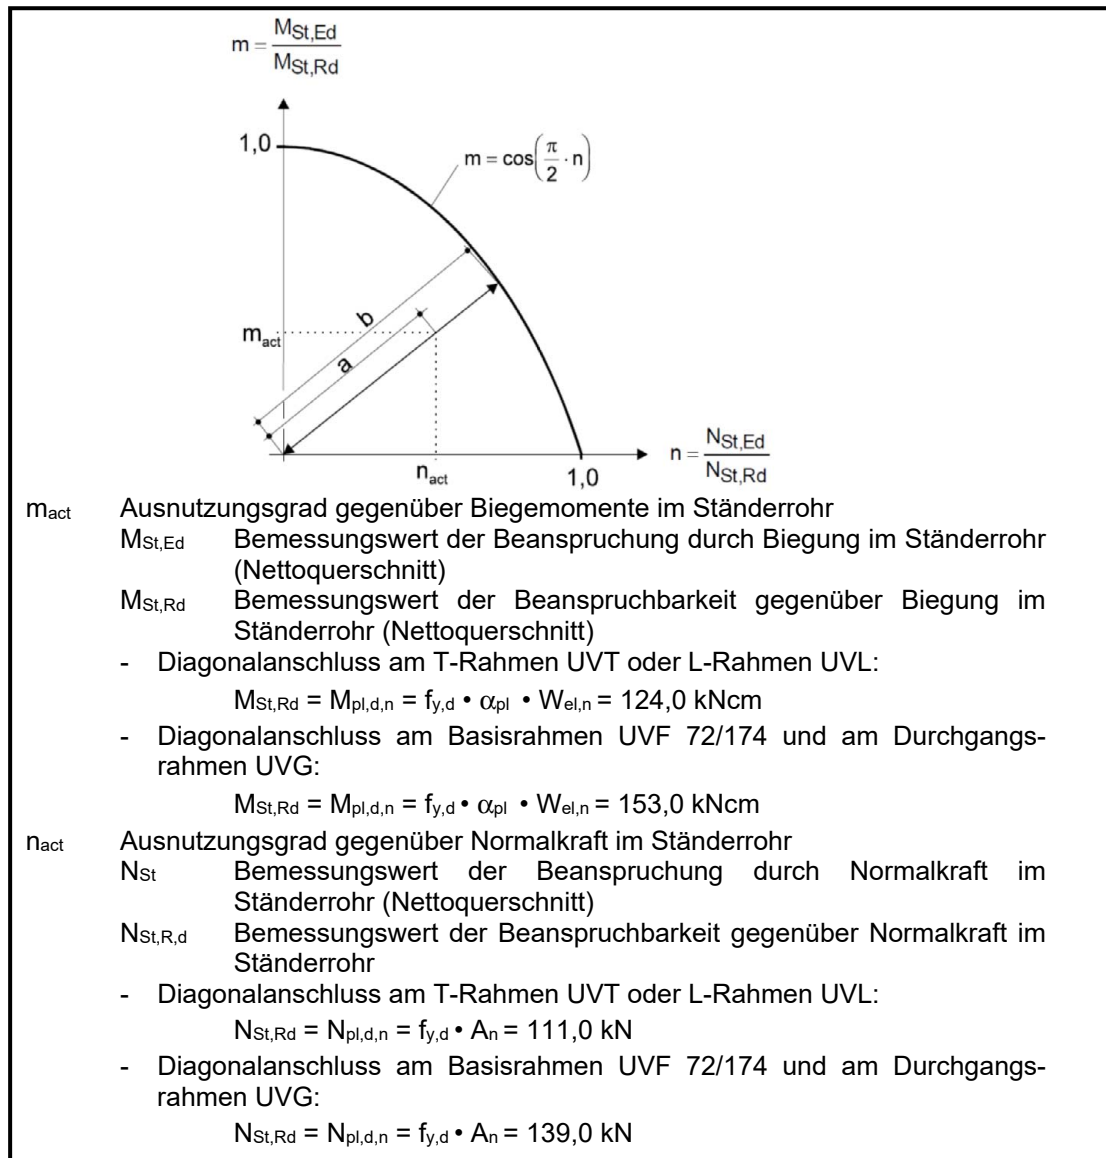 m = M_St,Ed / M_St,Rd
1,0
m = cos(π/2 · n)
b
m_act
a
n_act
1,0
n = N_St,Ed / N_St,Rd
m_act Ausnutzungsgrad gegenüber Biegemomente im Ständerrohr
M_St,Ed Bemessungswert der Beanspruchung durch Biegung im Ständerrohr
(Nettoquerschnitt)
M_St,Rd Bemessungswert der Beanspruchbarkeit gegenüber Biegung im
Ständerrohr (Nettoquerschnitt)
- Diagonalanschluss am T-Rahmen UVT oder L-Rahmen UVL:
M_St,Rd = M_pl,d,n = f_y,d • α_pl • W_el,n = 124,0 kNcm
- Diagonalanschluss am Basisrahmen UVF 72/174 und am Durchgangs-
rahmen UVG:
M_St,Rd = M_pl,d,n = f_y,d • α_pl • W_el,n = 153,0 kNcm
n_act Ausnutzungsgrad gegenüber Normalkraft im Ständerrohr
N_St Bemessungswert der Beanspruchung durch Normalkraft im
Ständerrohr (Nettoquerschnitt)
N_St,R,d Bemessungswert der Beanspruchbarkeit gegenüber Normalkraft im
Ständerrohr
- Diagonalanschluss am T-Rahmen UVT oder L-Rahmen UVL:
N_St,Rd = N_pl,d,n = f_y,d • A_n = 111,0 kN
- Diagonalanschluss am Basisrahmen UVF 72/174 und am Durchgangs-
rahmen UVG:
N_St,Rd = N_pl,d,n = f_y,d • A_n = 139,0 kN